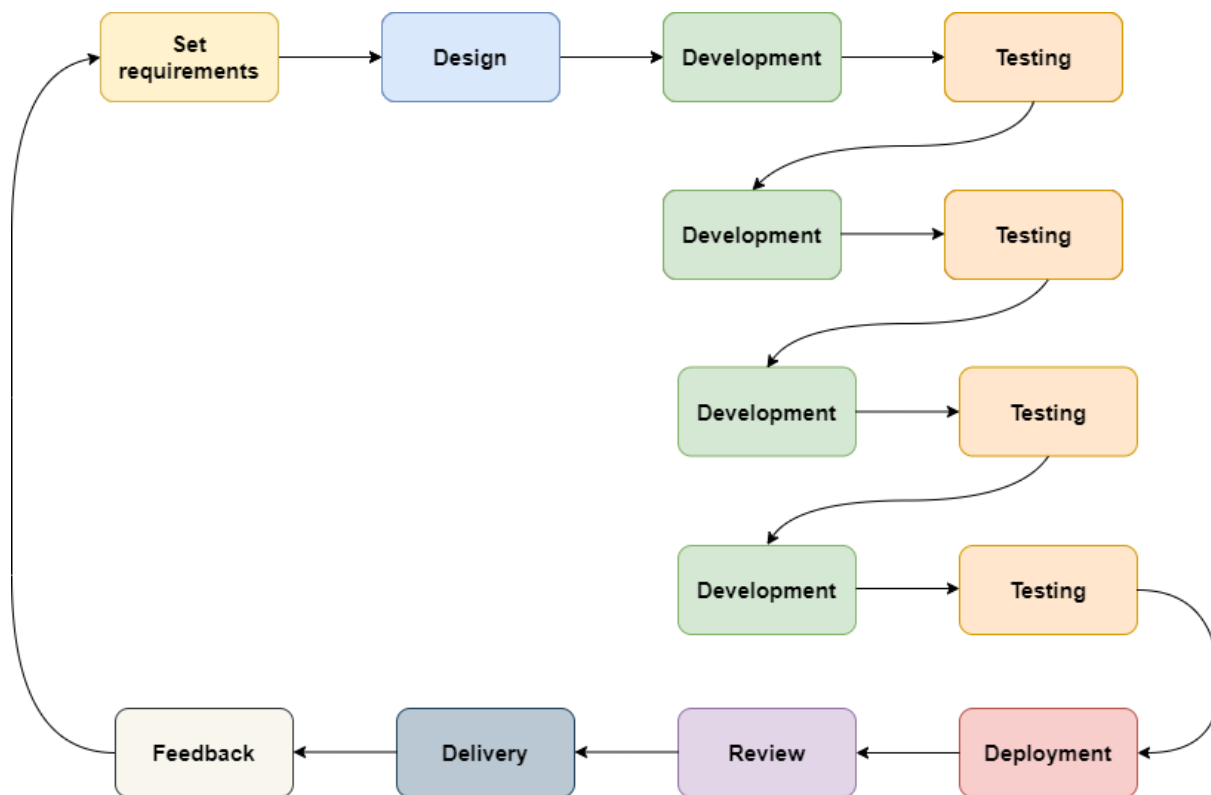 Set
requirements
Design
Development
Testing
Development
Testing
Development
Testing
Development
Testing
Feedback
Delivery
Review
Deployment